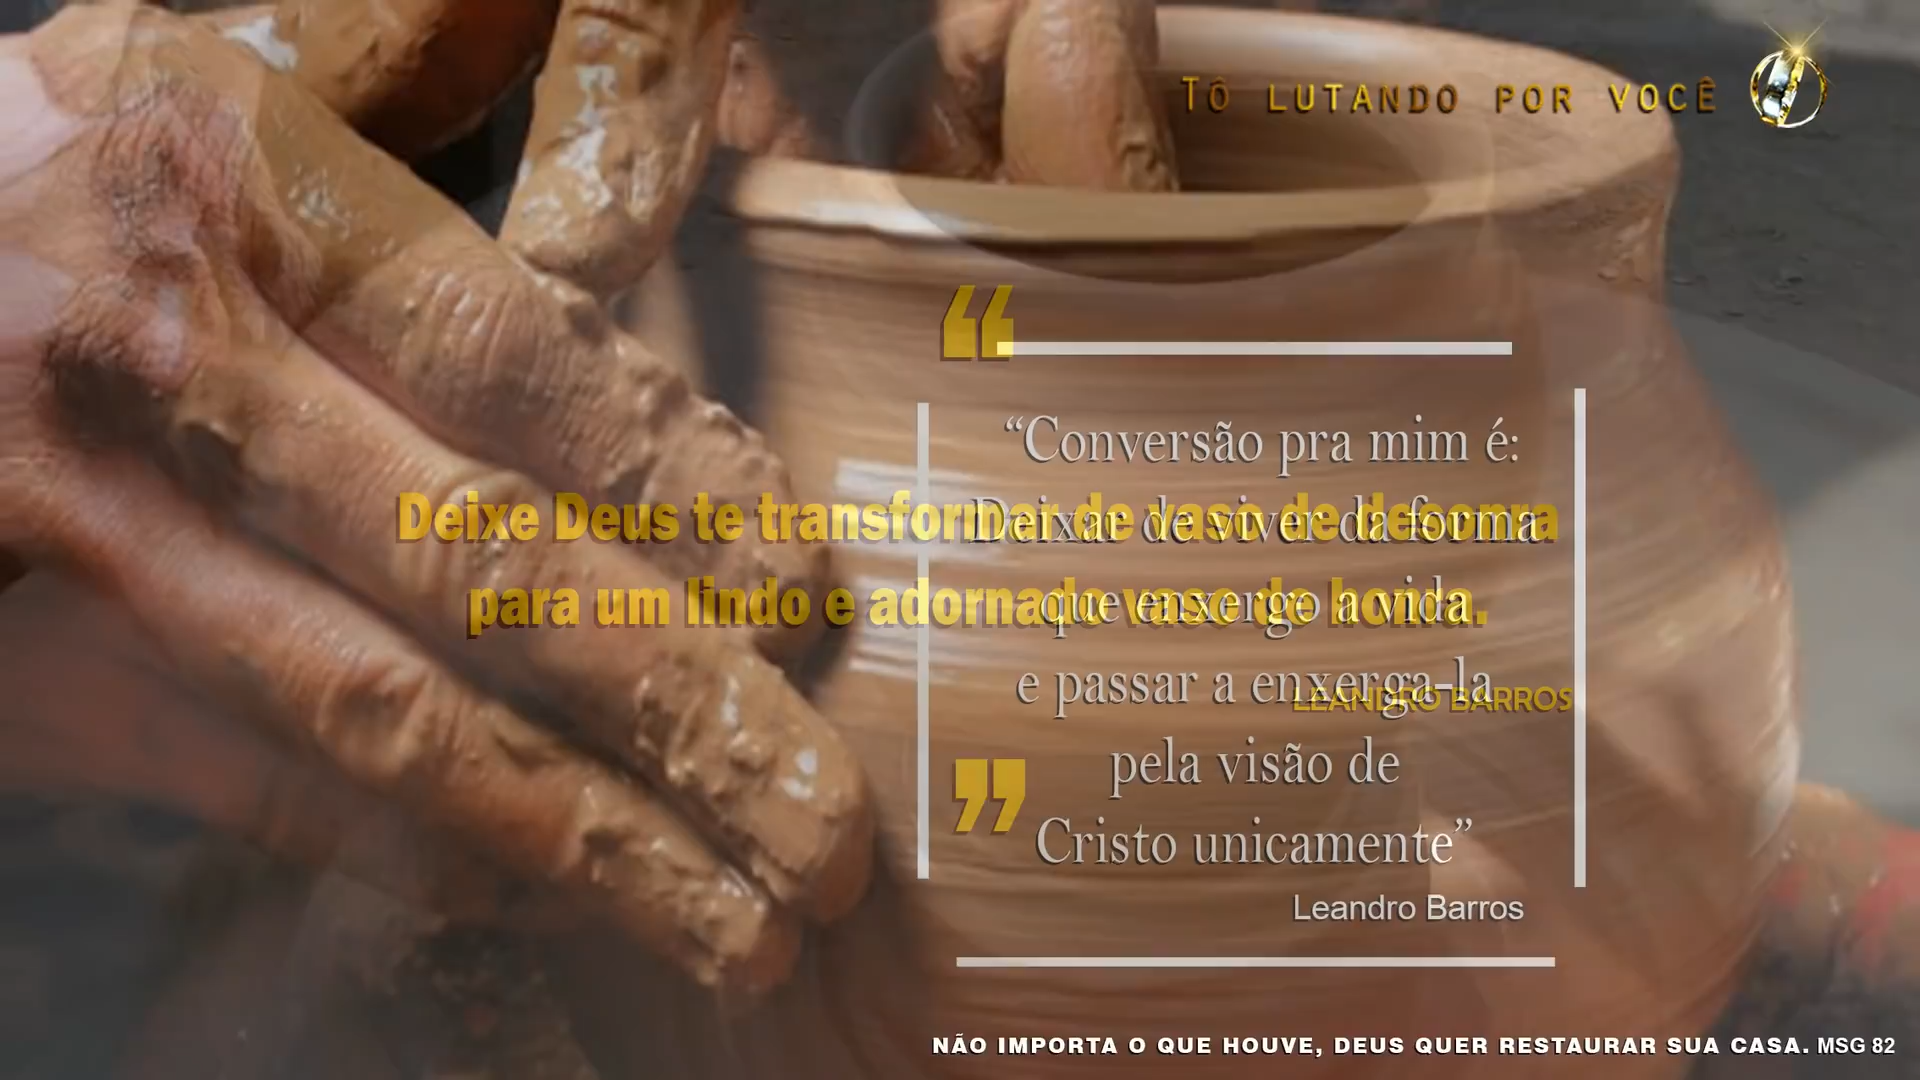 TÔ LUTANDO POR VOCÊ
“Conversão pra mim é:
Deixar de viver da forma
que enxergo a vida
e passar a enxerga-la
pela visão de
Cristo unicamente”
Leandro Barros
Deixe Deus te transformar de vaso de desonra
para um lindo e adornado vaso de honra.
LEANDRO BARROS
NÃO IMPORTA O QUE HOUVE, DEUS QUER RESTAURAR SUA CASA. MSG 82